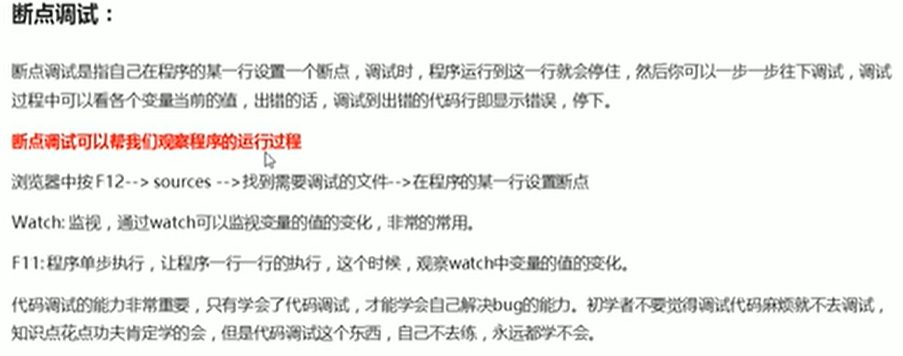 断点调试：
断点调试是指自己在程序的某一行设置一个断点，调试时，程序运行到这一行就会停住，然后你可以一步一步往下调试，调试
过程中可以看各个变量当前的值，出错的话，调试到出错的代码行即显示错误，停下。
断点调试可以帮我们观察程序的运行过程
浏览器中按 F12--> sources -->找到需要调试的文件-->在程序的某一行设置断点
Watch: 监视，通过watch可以监视变量的值的变化，非常的常用。
F11: 程序单步执行，让程序一行一行的执行，这个时候，观察watch中变量的值的变化。
代码调试的能力非常重要，只有学会了代码调试，才能学会自己解决bug的能力。初学者不要觉得调试代码麻烦就不去调试，
知识点花点功夫肯定学的会，但是代码调试这个东西，自己不去练，永远都学不会。